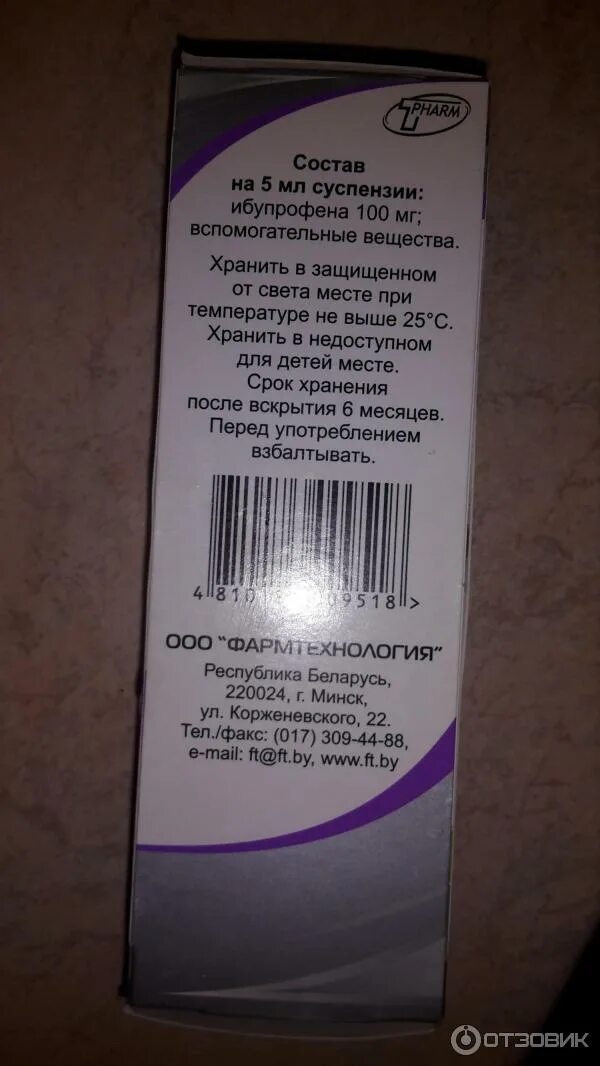 PHARM
Состав
на 5 мл суспензии:
ибупрофена 100 мг;
вспомогательные вещества.
Хранить в защищенном
от света месте при
температуре не выше 25°С.
Хранить в недоступном
для детей месте.
Срок хранения
после вскрытия 6 месяцев.
Перед употреблением
взбалтывать.
ООО "ФАРМТЕХНОЛОГИЯ"
Республика Беларусь,
220024, г. Минск,
ул. Корженевского, 22.
Тел./факс: (017) 309-44-88,
e-mail: ft@ft.by, www.ft.by
ОТЗОВИК